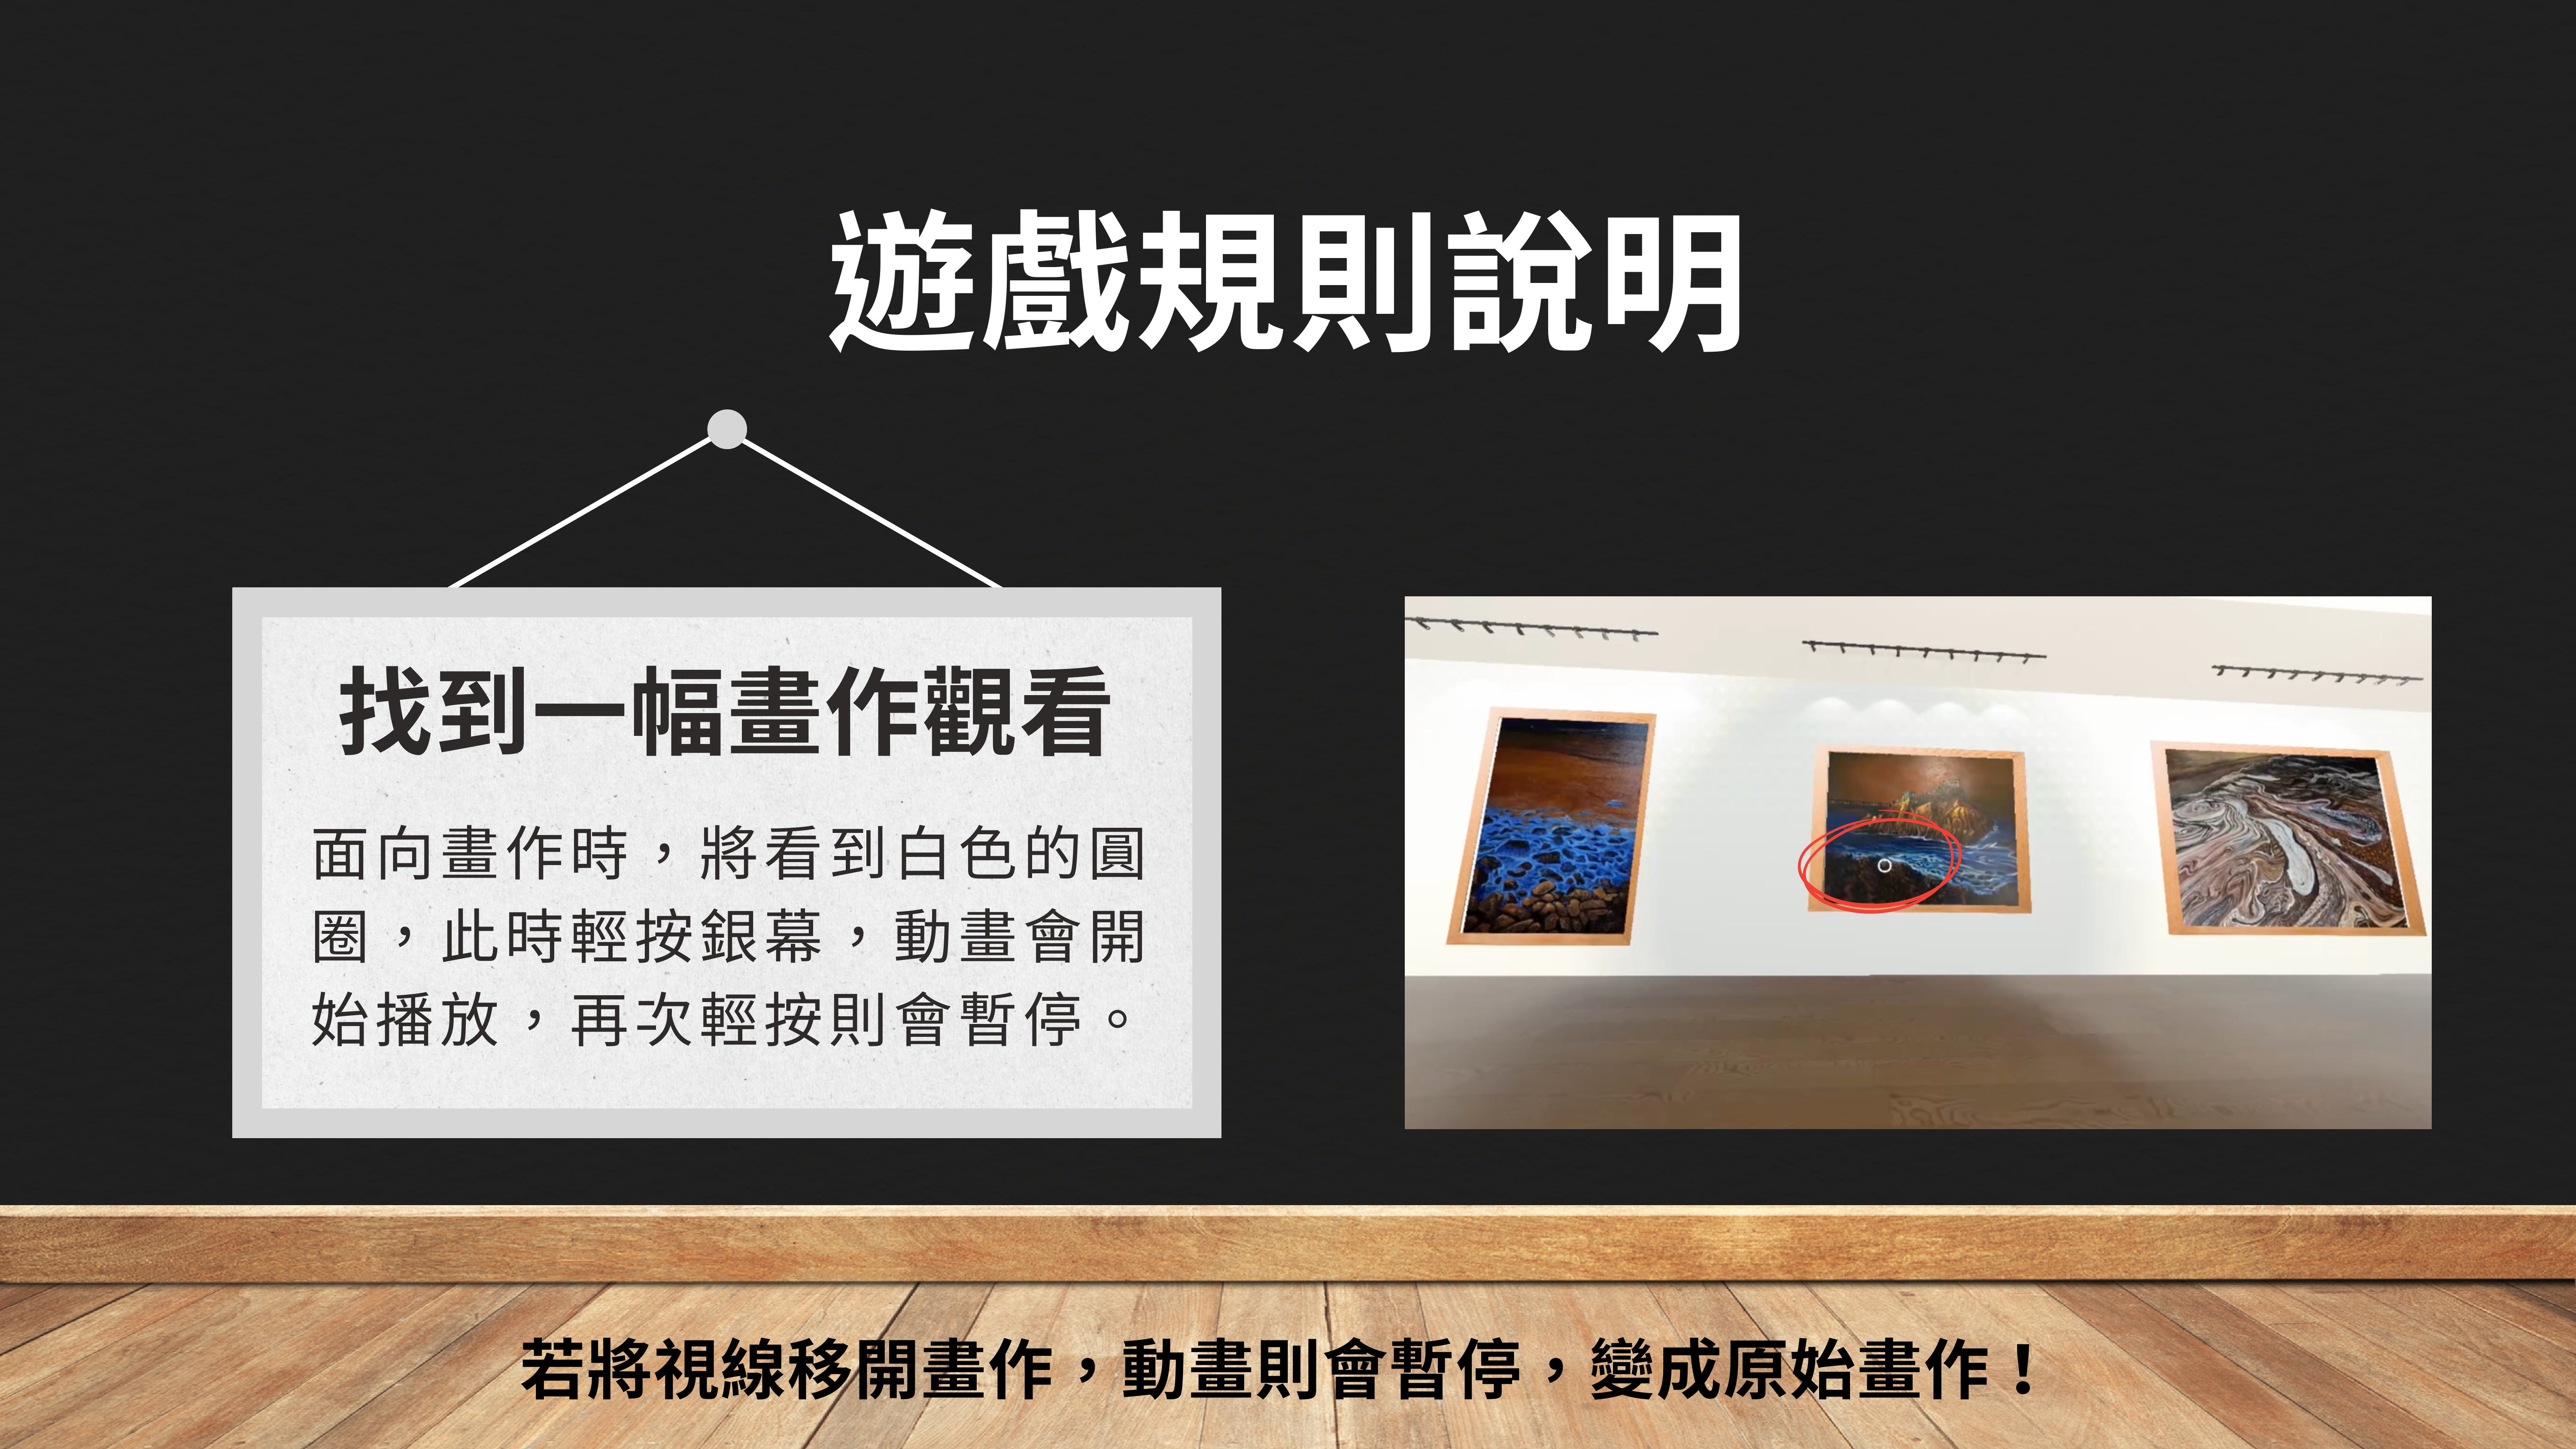 遊戲規則說明
找到一幅畫作觀看
面向畫作時，將看到白色的圓
圈，此時輕按銀幕，動畫會開
始播放，再次輕按則會暫停。
若將視線移開畫作，動畫則會暫停，變成原始畫作！